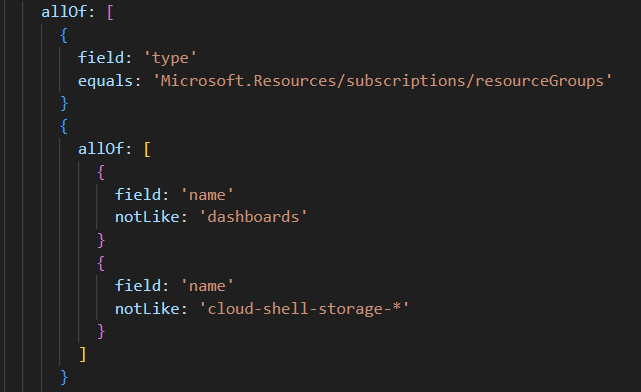 allOf: [
{
field: 'type'
equals: 'Microsoft.Resources/subscriptions/resourceGroups'
}
{
allOf: [
{
field: 'name'
notLike: 'dashboards'
}
{
field: 'name'
notLike: 'cloud-shell-storage-*'
}
]
}